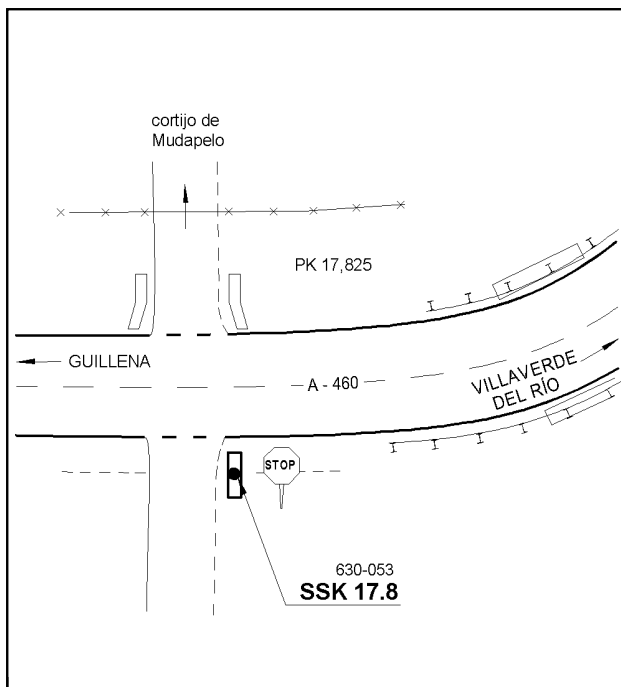 cortijo de
Mudapelo
PK 17,825
GUILLENA
A - 460
VILLAVERDE
DEL RÍO
STOP
630-053
SSK 17.8